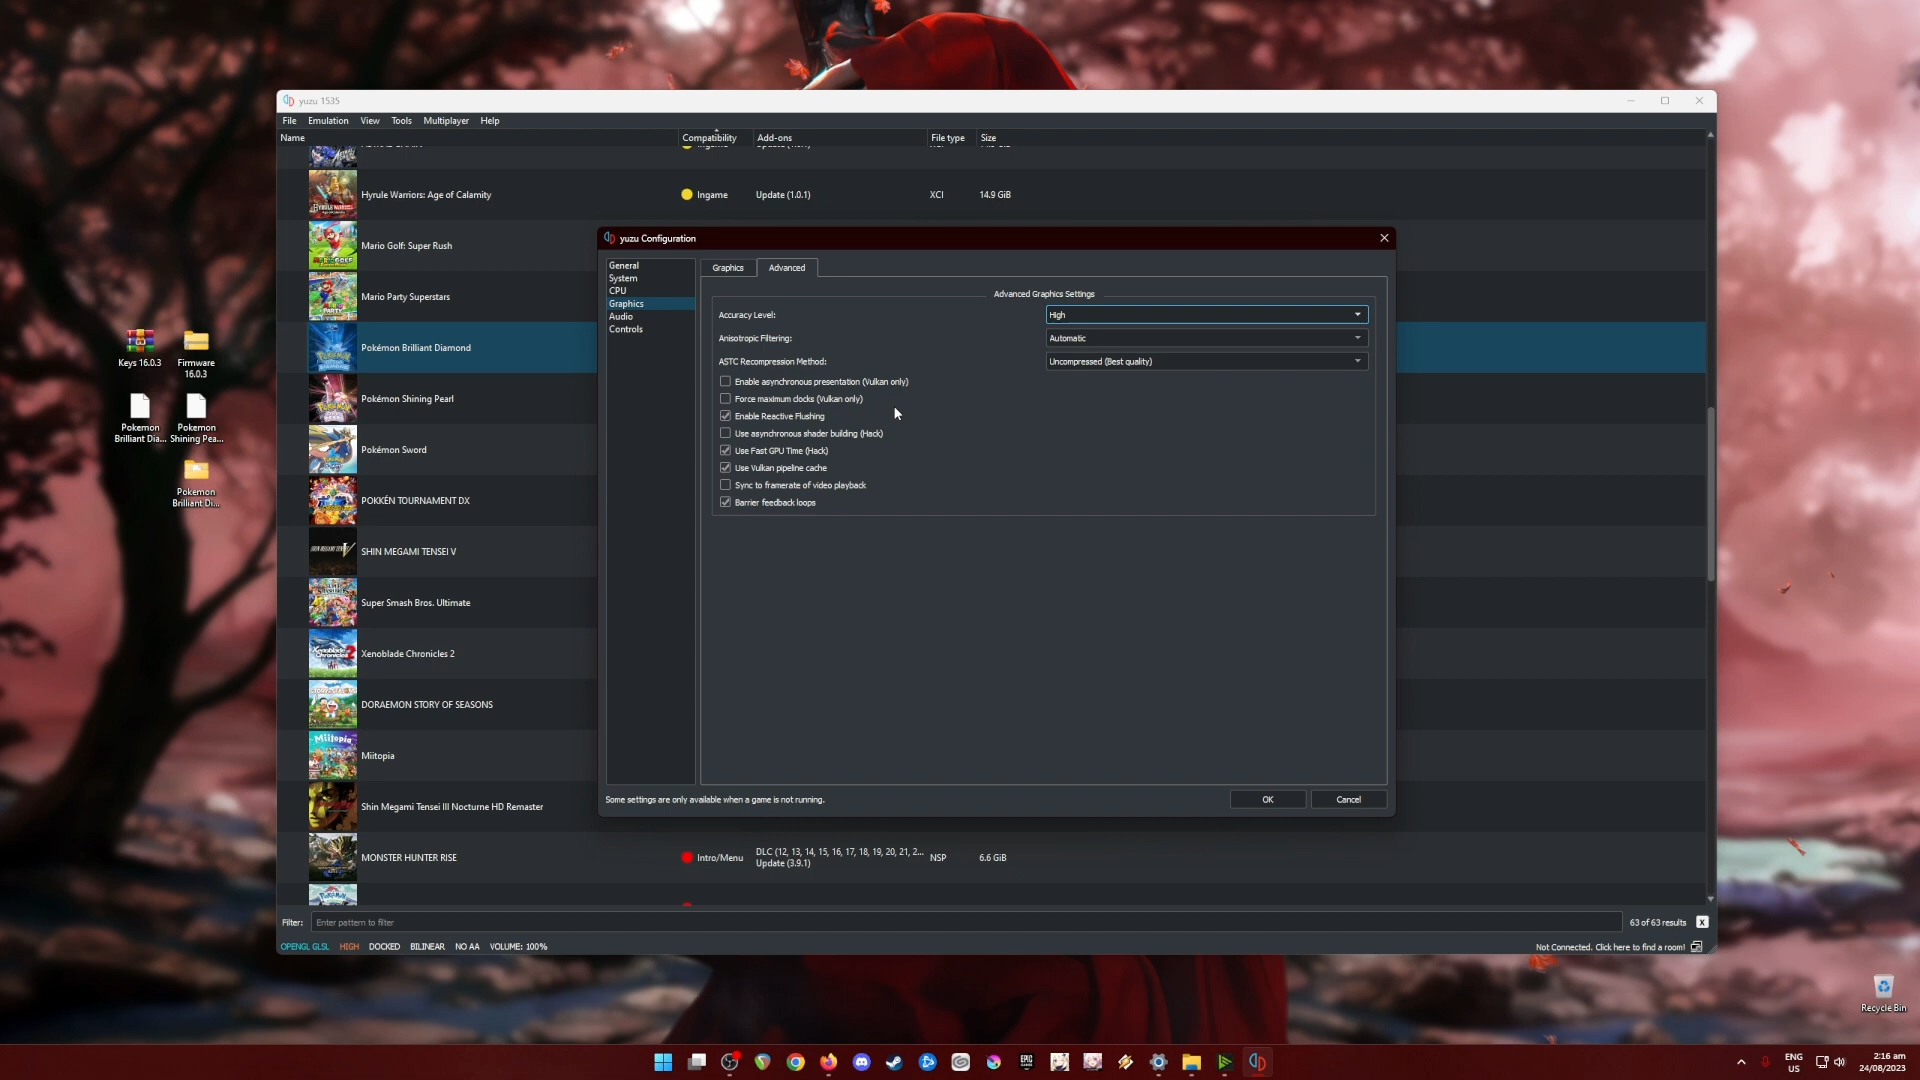 yuzu 1535
File Emulation View Tools Multiplayer Help
Name Compatibility Add-ons File type Size
Hyrule Warriors: Age of Calamity Ingame Update (1.0.1) XCI 14.9 GiB
Mario Golf: Super Rush
Mario Party Superstars
Pokémon Brilliant Diamond
Pokémon Shining Pearl
Pokémon Sword
POKKÉN TOURNAMENT DX
SHIN MEGAMI TENSEI V
Super Smash Bros. Ultimate
Xenoblade Chronicles 2
DORAEMON STORY OF SEASONS
Miitopia
Shin Megami Tensei III Nocturne HD Remaster
MONSTER HUNTER RISE Intro/Menu DLC (12, 13, 14, 15, 16, 17, 18, 19, 20, 21, 2... NSP 6.6 GiB
Update (3.9.1)
yuzu Configuration
General
System
CPU
Graphics
Audio
Controls
Graphics Advanced
Advanced Graphics Settings
Accuracy Level: High
Anisotropic Filtering: Automatic
ASTC Recompression Method: Uncompressed (Best quality)
Enable asynchronous presentation (Vulkan only)
Force maximum clocks (Vulkan only)
Enable Reactive Flushing
Use asynchronous shader building (Hack)
Use Fast GPU Time (Hack)
Use Vulkan pipeline cache
Sync to framerate of video playback
Barrier feedback loops
Some settings are only available when a game is not running.
OK Cancel
Filter: Enter pattern to filter 63 of 63 results X
OPENGL GLSL HIGH DOCKED BILINEAR NO AA VOLUME: 100% Not Connected. Click here to find a room!
Keys 16.0.3
Firmware
16.0.3
Pokemon
Brilliant Dia...
Pokemon
Shining Pea...
Pokemon
Brilliant Di...
Recycle Bin
ENG
US
2:16 am
24/08/2023